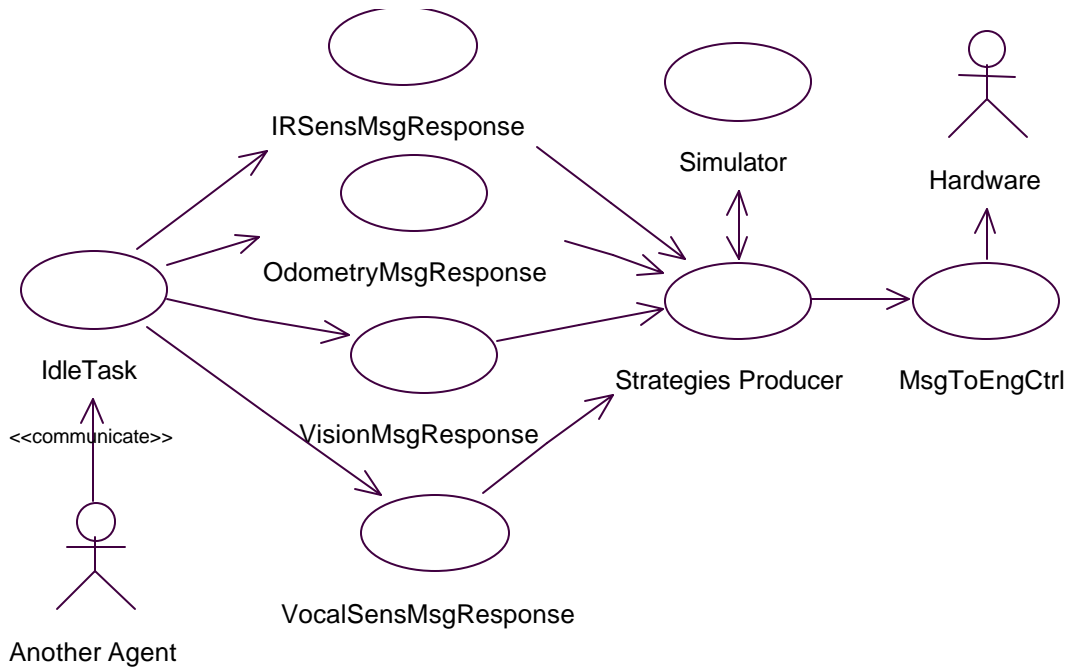 IRSensMsgResponse
Simulator
Hardware
OdometryMsgResponse
IdleTask
Strategies Producer
MsgToEngCtrl
<<communicate>>
VisionMsgResponse
VocalSensMsgResponse
Another Agent